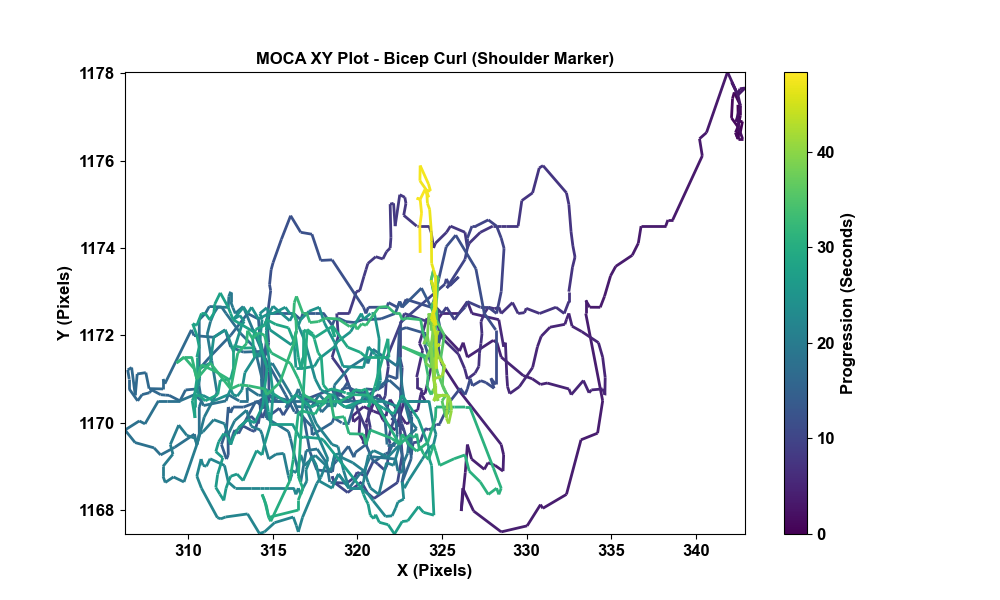 MOCA XY Plot - Bicep Curl (Shoulder Marker)
1178
1176
1174
1172
1170
1168
Y (Pixels)
310 315 320 325 330 335 340
X (Pixels)
40
30
20
10
0
Progression (Seconds)